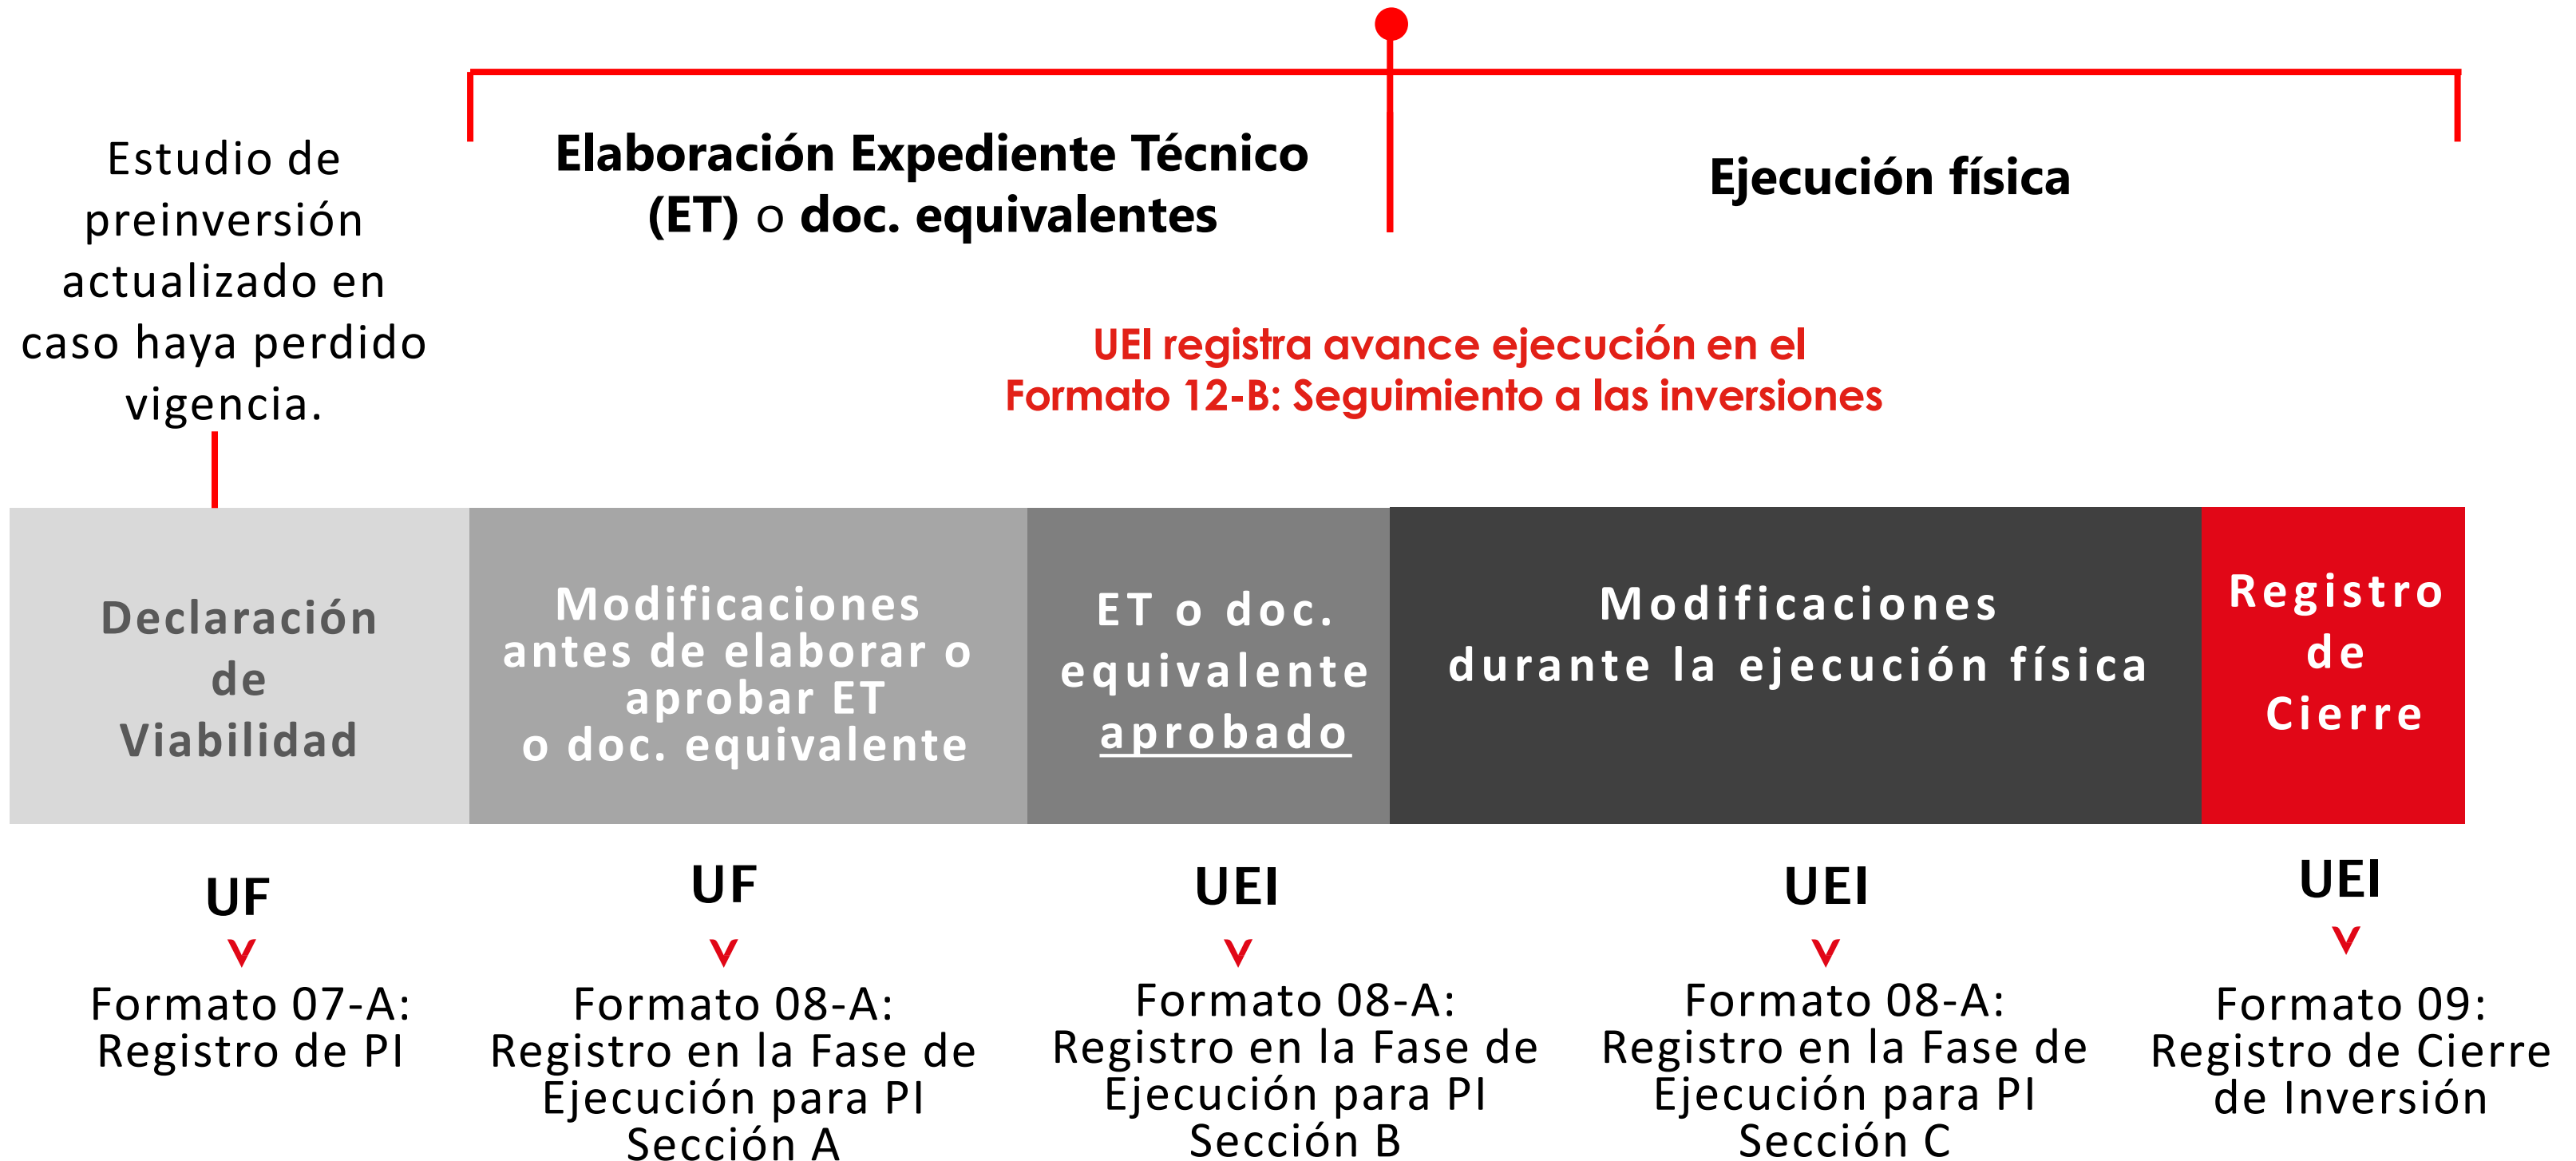 Estudio de
preinversión
actualizado en
caso haya perdido
vigencia.
Elaboración Expediente Técnico
(ET) o doc. equivalentes
Ejecución física
UEI registra avance ejecución en el
Formato 12-B: Seguimiento a las inversiones
Declaración
de
Viabilidad
Modificaciones
antes de elaborar o
aprobar ET
o doc. equivalente
ET o doc.
equivalente
aprobado
Modificaciones
durante la ejecución física
Registro
de
Cierre
UF
Formato 07-A:
Registro de PI
UF
Formato 08-A:
Registro en la Fase de
Ejecución para PI
Sección A
UEI
Formato 08-A:
Registro en la Fase de
Ejecución para PI
Sección B
UEI
Formato 08-A:
Registro en la Fase de
Ejecución para PI
Sección C
UEI
Formato 09:
Registro de Cierre
de Inversión